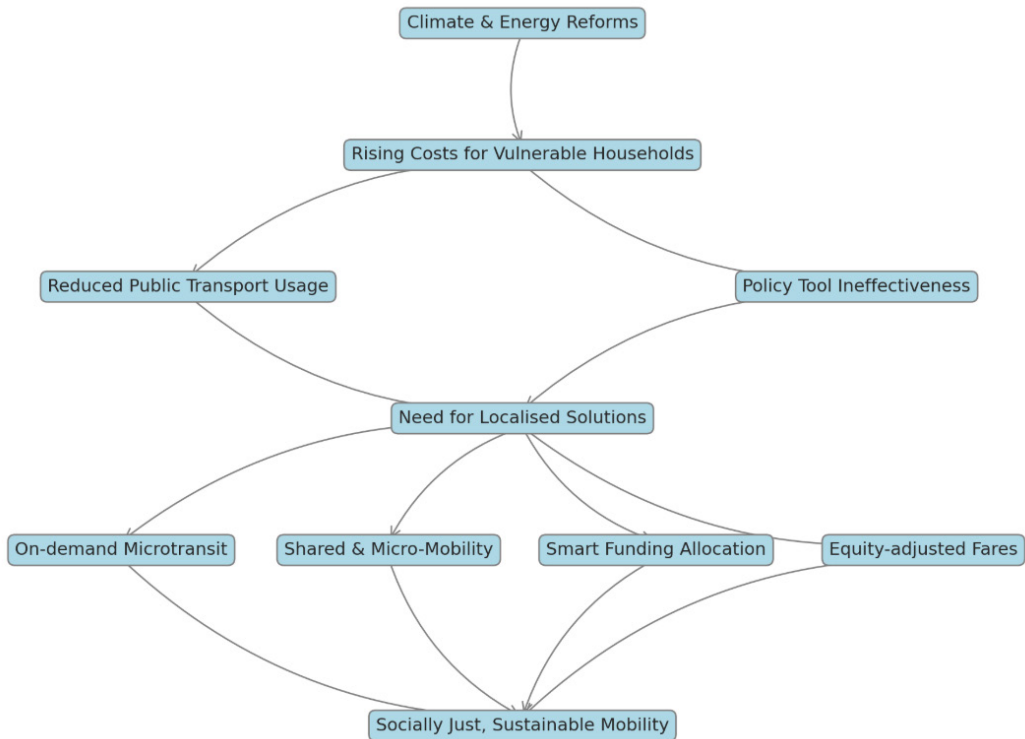 Climate & Energy Reforms
Rising Costs for Vulnerable Households
Reduced Public Transport Usage
Policy Tool Ineffectiveness
Need for Localised Solutions
On-demand Microtransit
Shared & Micro-Mobility
Smart Funding Allocation
Equity-adjusted Fares
Socially Just, Sustainable Mobility